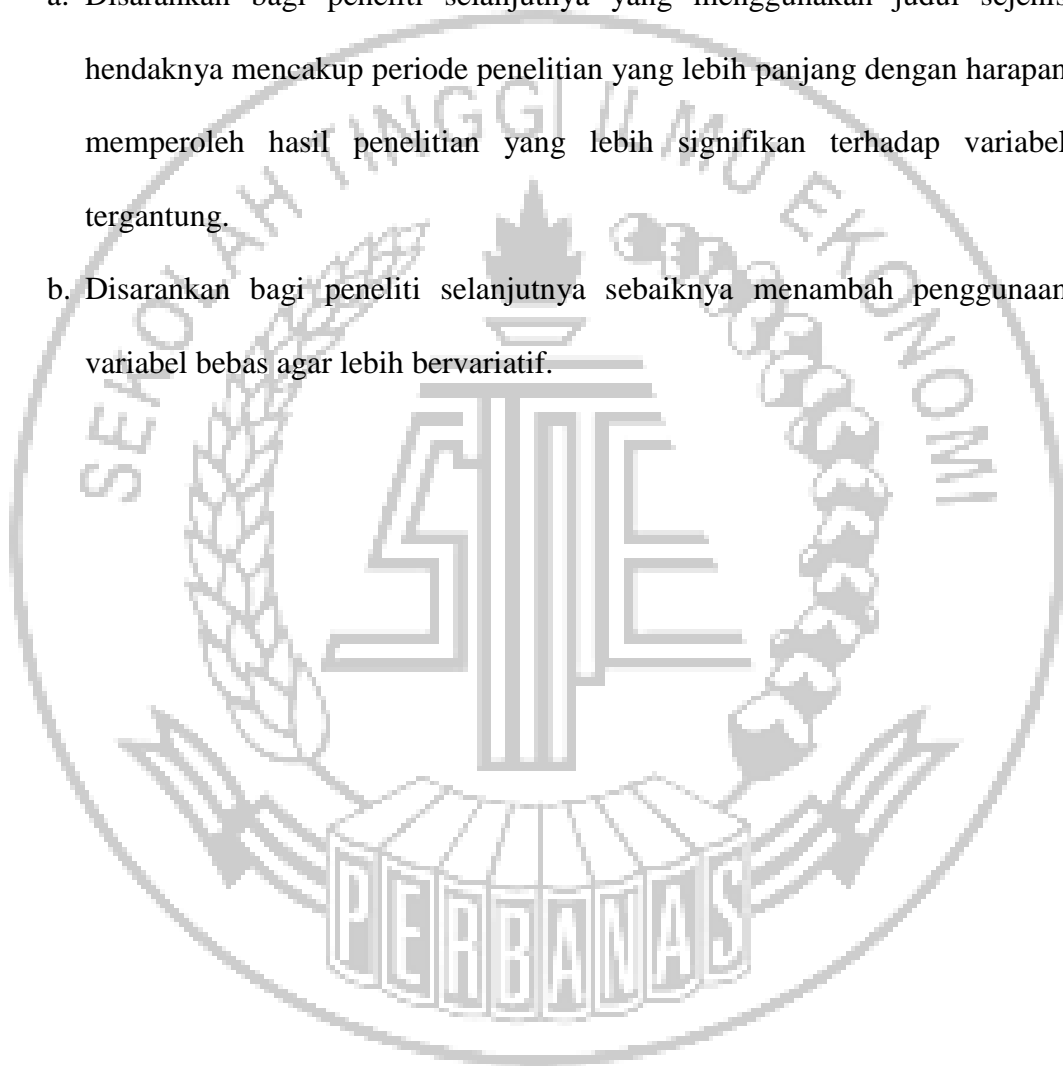 a. Disarankan bagi peneliti selanjutnya yang menggunakan judul sejenis
hendaknya mencakup periode penelitian yang lebih panjang dengan harapan
memperoleh hasil penelitian yang lebih signifikan terhadap variabel
tergantung.
b. Disarankan bagi peneliti selanjutnya sebaiknya menambah penggunaan
variabel bebas agar lebih bervariatif.
SEKOLAH TINGGI ILMU EKONOMI
STIE
PERBANAS